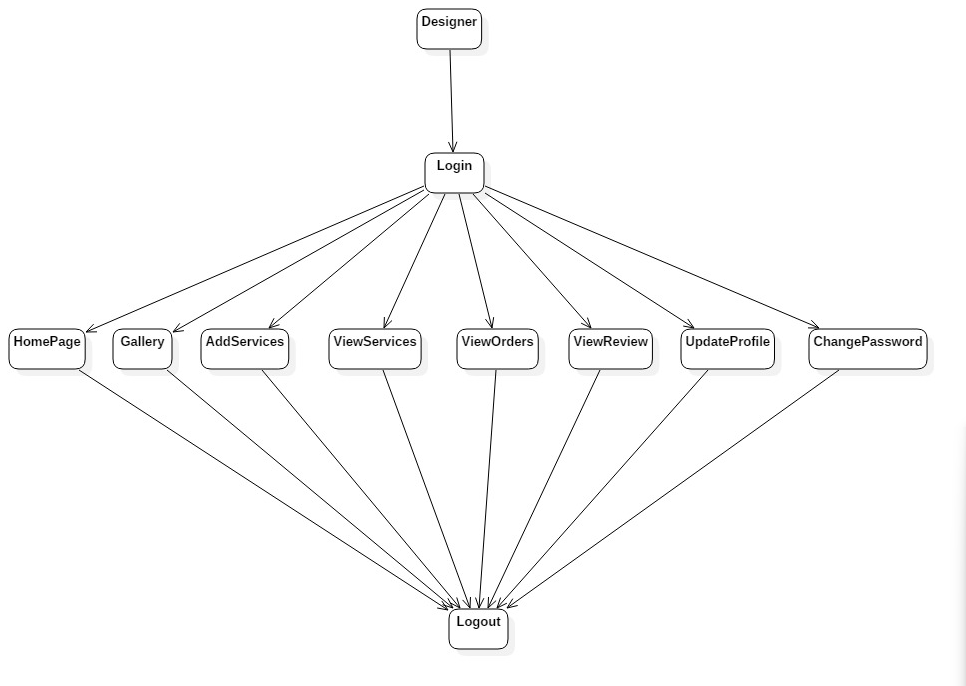 Designer
Login
HomePage
Gallery
AddServices
ViewServices
ViewOrders
ViewReview
UpdateProfile
ChangePassword
Logout